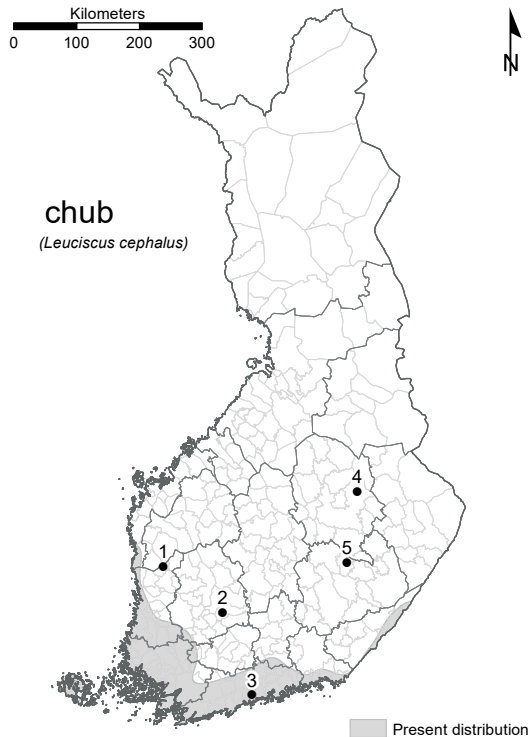 Kilometers
0 100 200 300
N
chub
(Leuciscus cephalus)
4
1
5
2
3
Present distribution